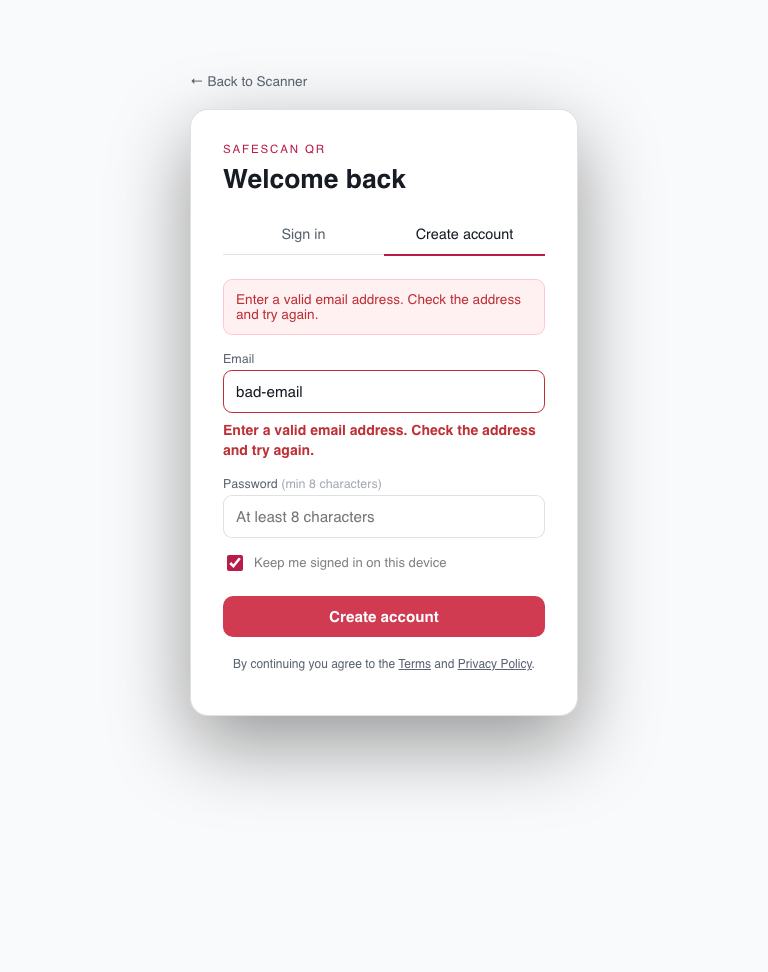 ← Back to Scanner
SAFESCAN QR
Welcome back
Sign in
Create account
Enter a valid email address. Check the address
and try again.
Email
bad-email
Enter a valid email address. Check the address
and try again.
Password (min 8 characters)
At least 8 characters
Keep me signed in on this device
Create account
By continuing you agree to the Terms and Privacy Policy.